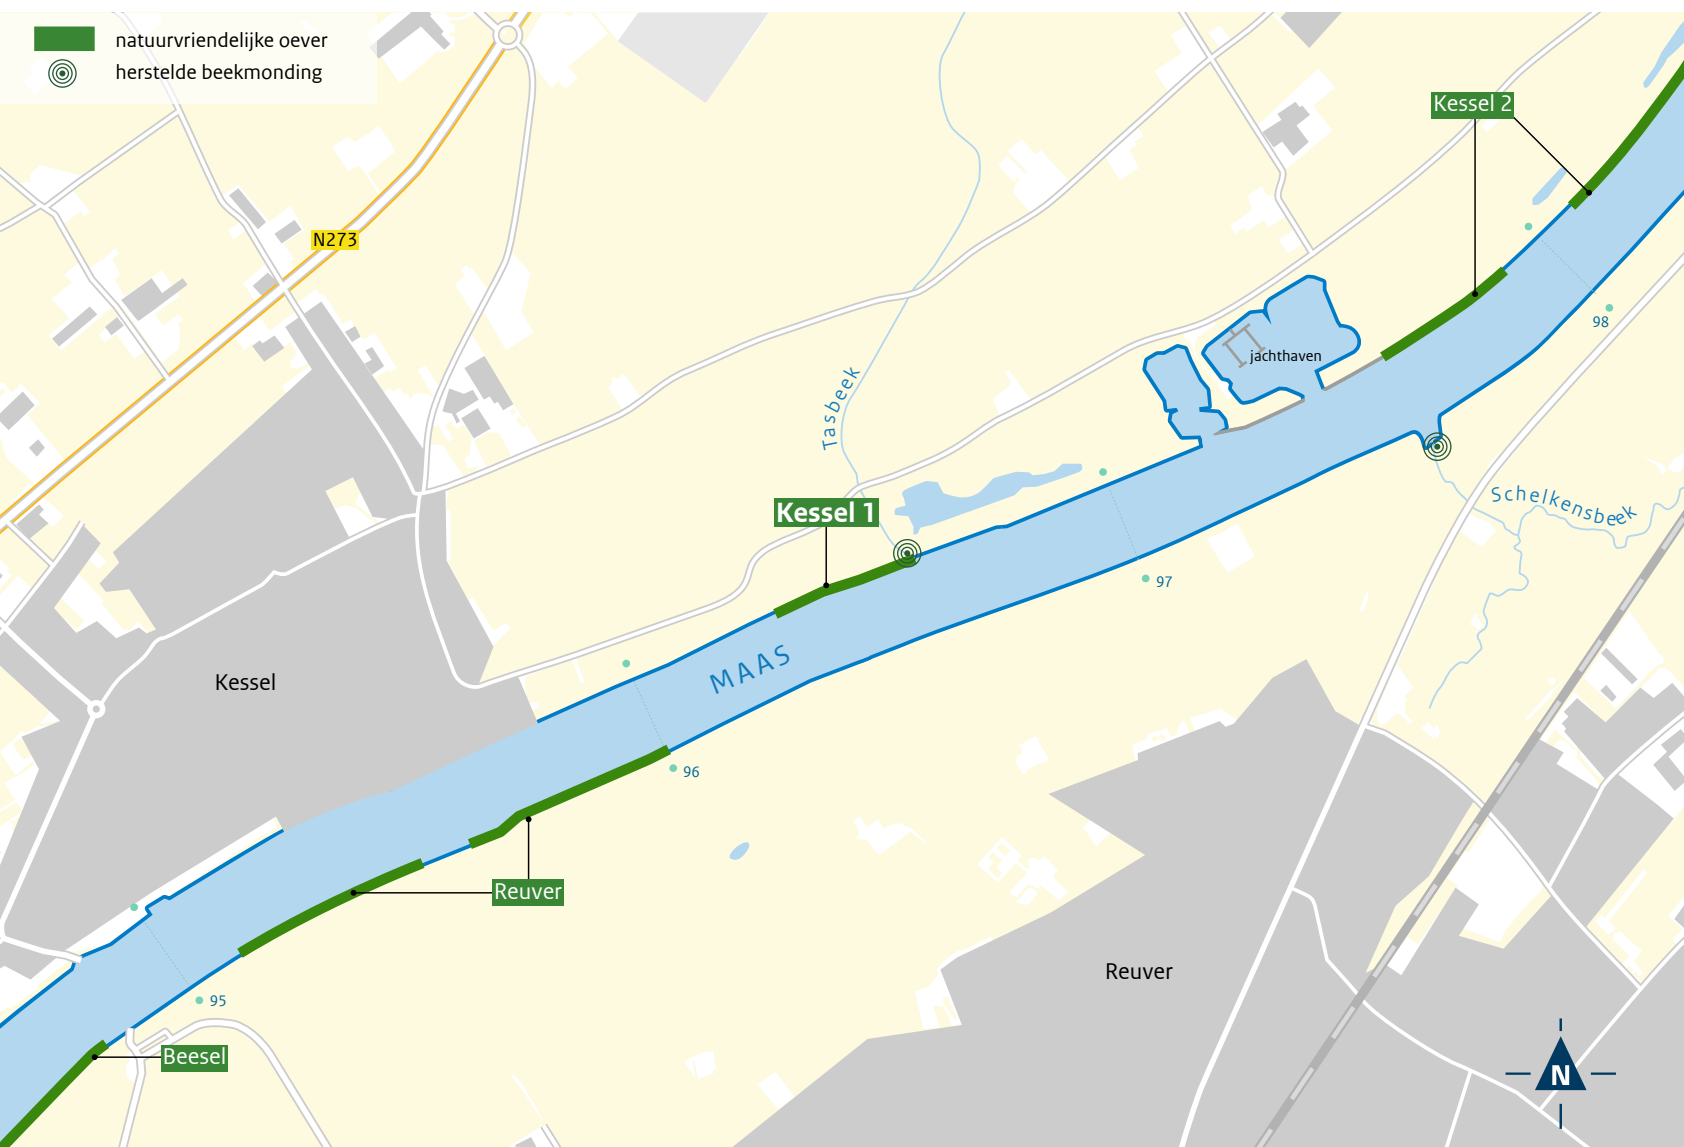 natuurvriendelijke oever
herstelde beekmonding
Kessel 2
N273
98
jachthaven
Tasbeek
Schelkensbeek
Kessel 1
97
MAAS
Kessel
96
Reuver
Reuver
95
Beesel
N